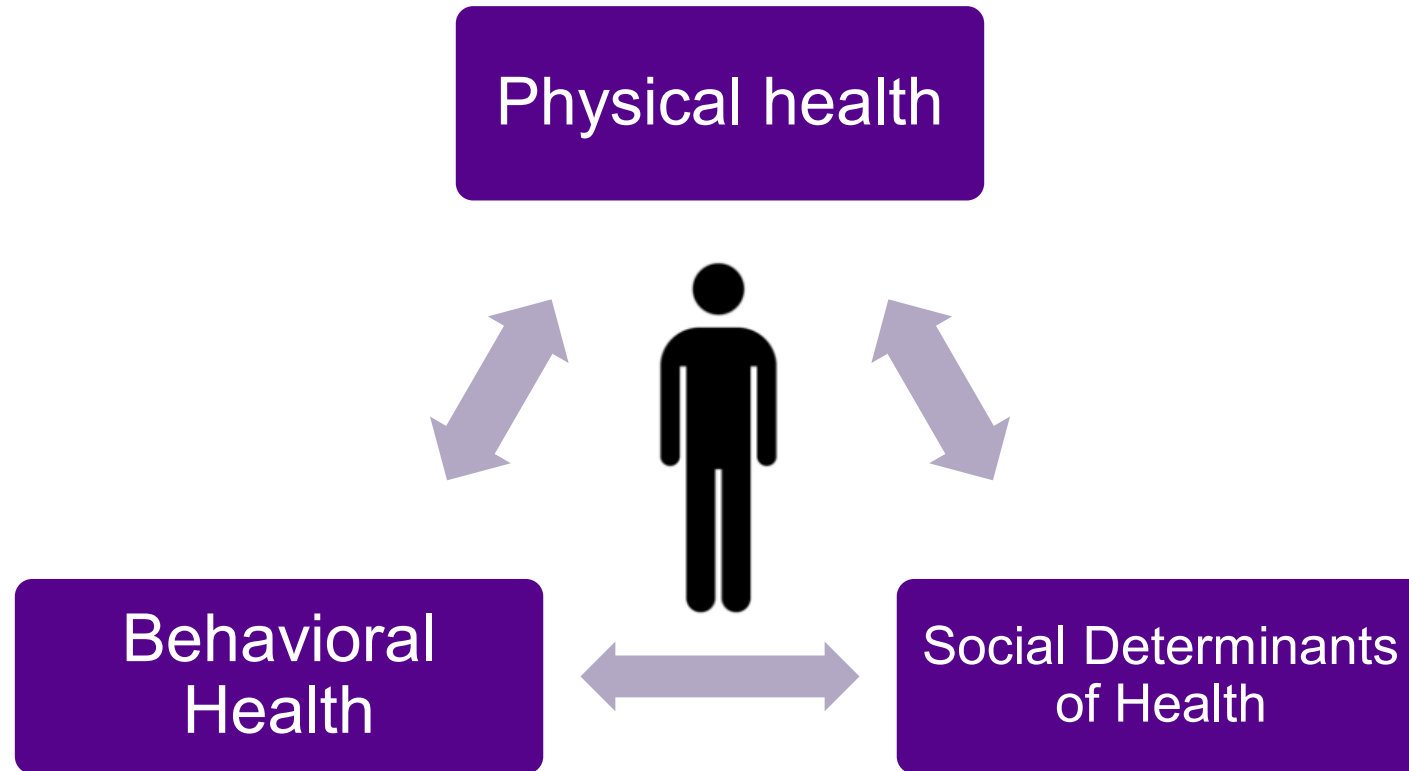 Physical health
Behavioral
Health
Social Determinants
of Health